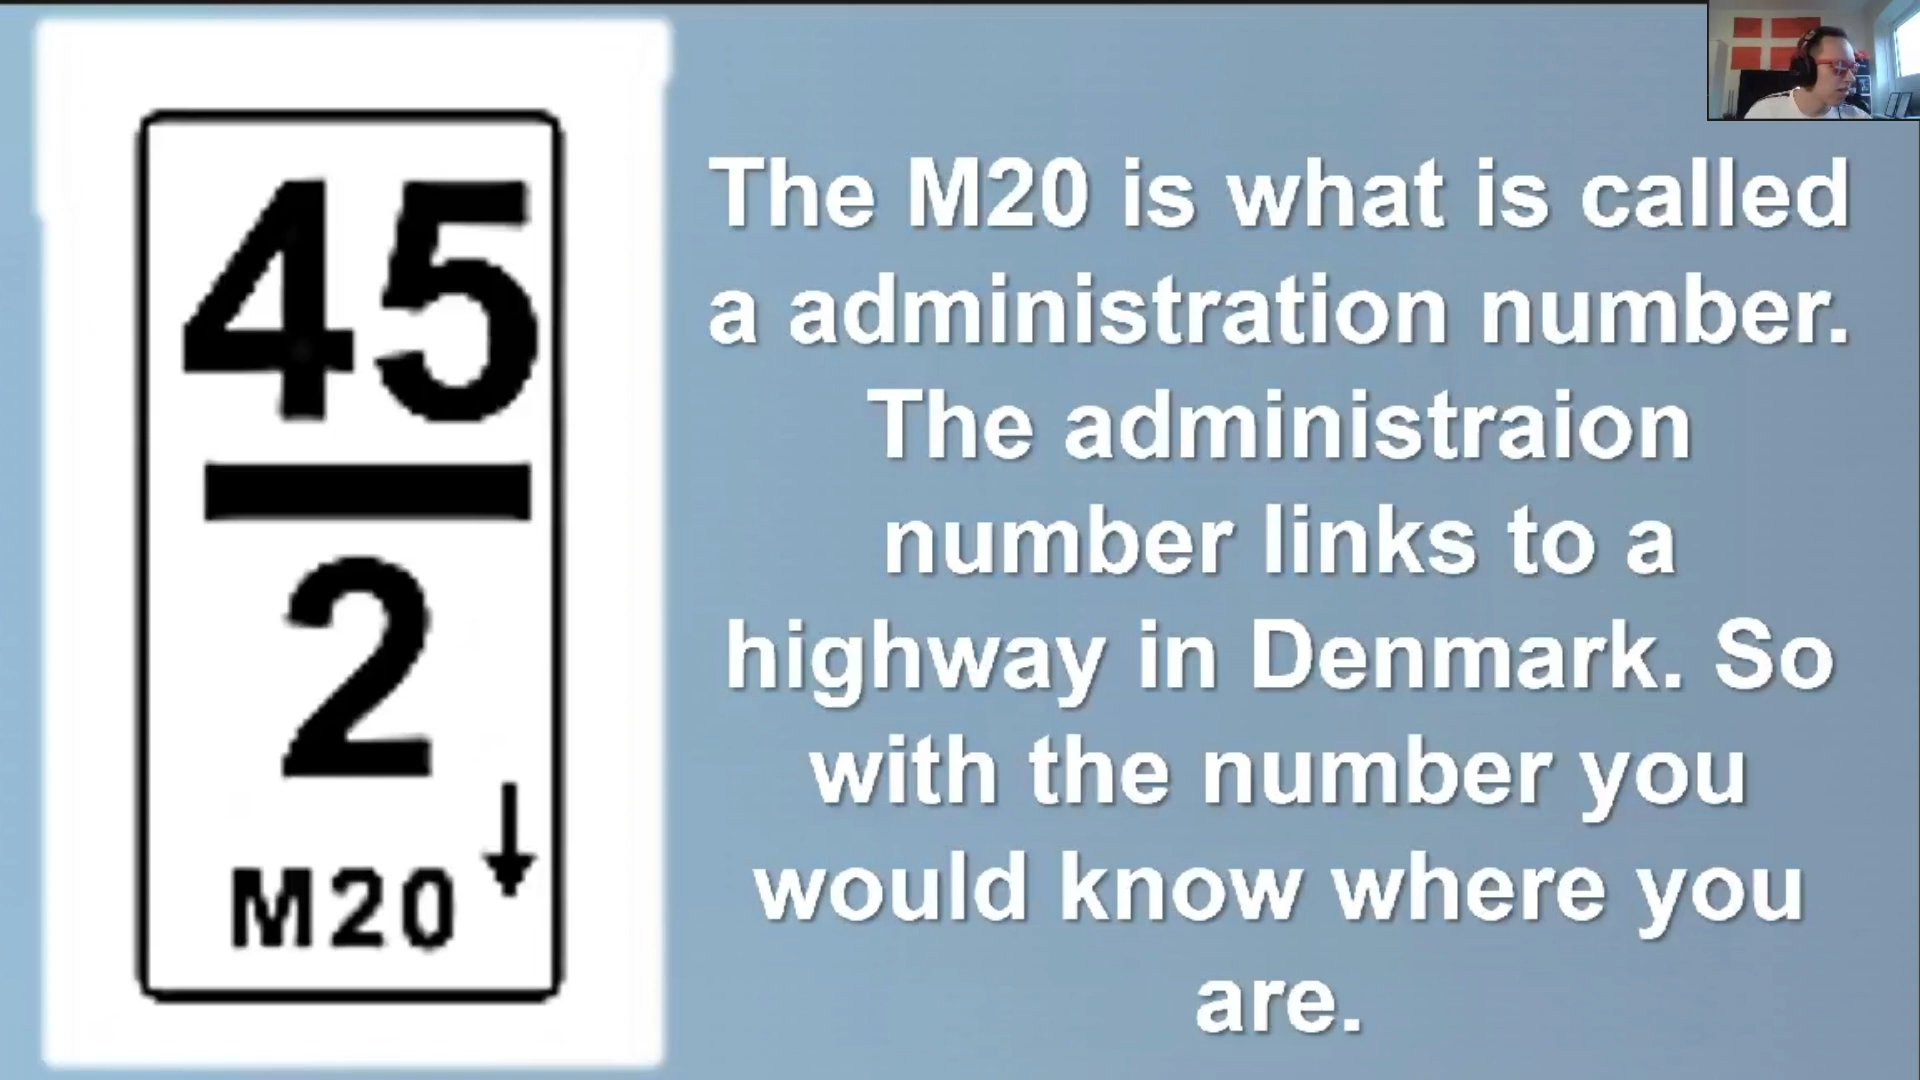 45
2
M20
The M20 is what is called
a administration number.
The administraion
number links to a
highway in Denmark. So
with the number you
would know where you
are.